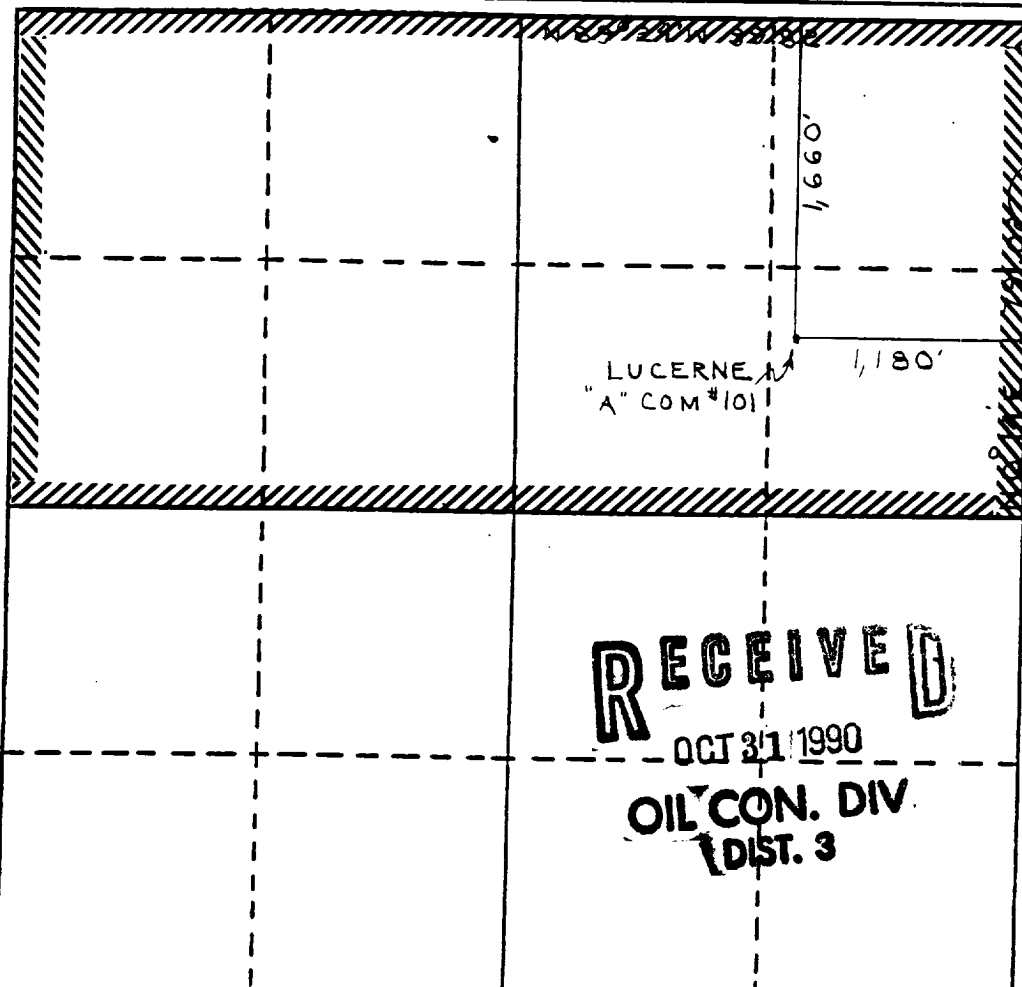 1,660'
1,180'
LUCERNE
"A" COM #101
RECEIVED
OCT 31 1990
OIL CON. DIV.
DIST. 3